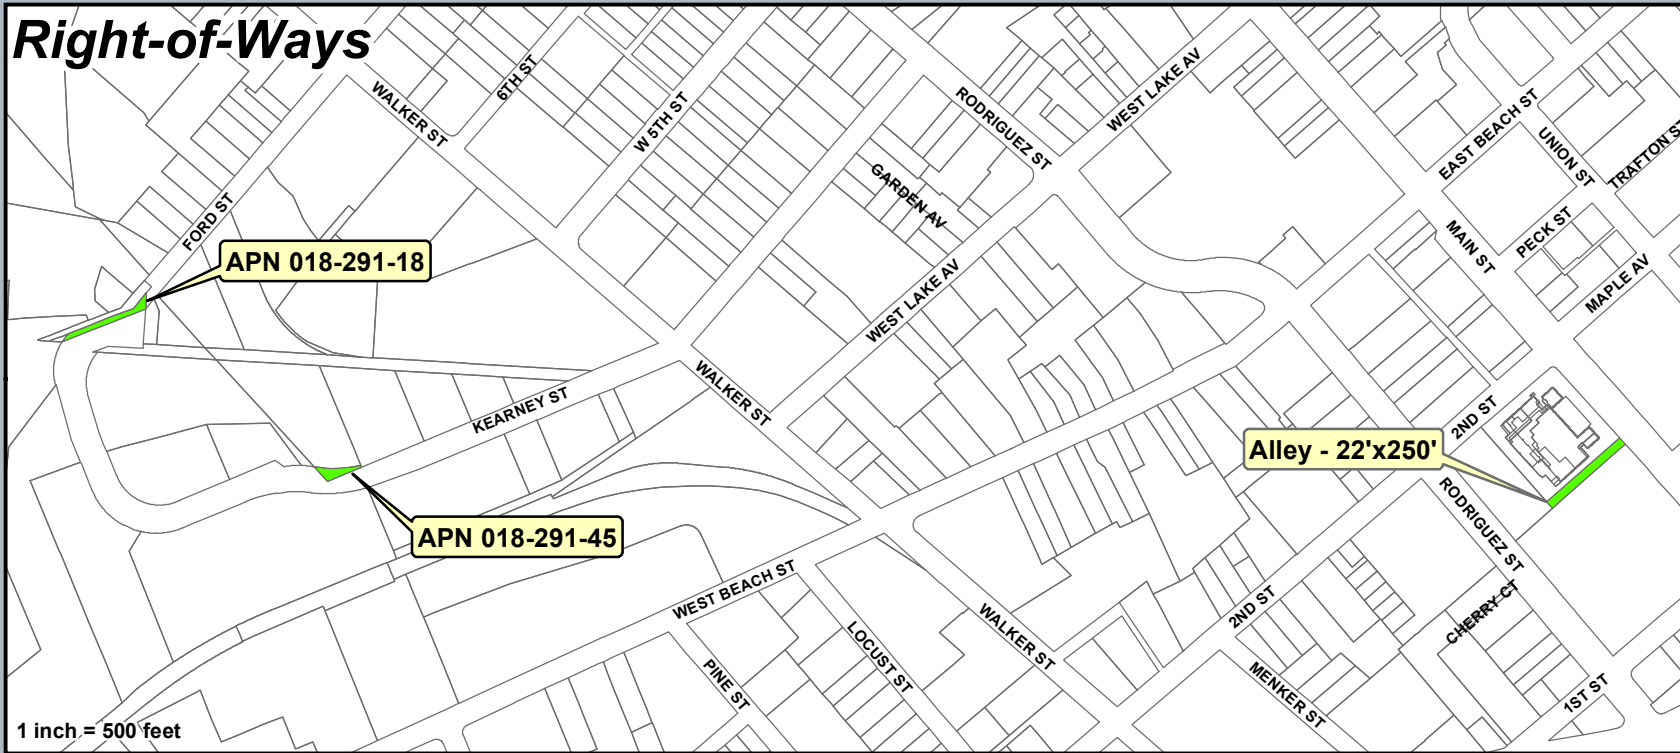 Right-of-Ways
WALKER ST
6TH ST
W 5TH ST
RODRIGUEZ ST
WEST LAKE AV
EAST BEACH ST
UNION ST
TRAFTON S
GARDEN AV
FORD ST
MAIN ST
PECK ST
MAPLE AV
APN 018-291-18
WEST LAKE AV
WALKER ST
KEARNEY ST
2ND ST
Alley - 22'x250'
RODRIGUEZ ST
APN 018-291-45
WEST BEACH ST
2ND ST
CHERRY CT
WALKER ST
LOCUST ST
PINE ST
MENKER ST
1ST ST
1 inch = 500 feet